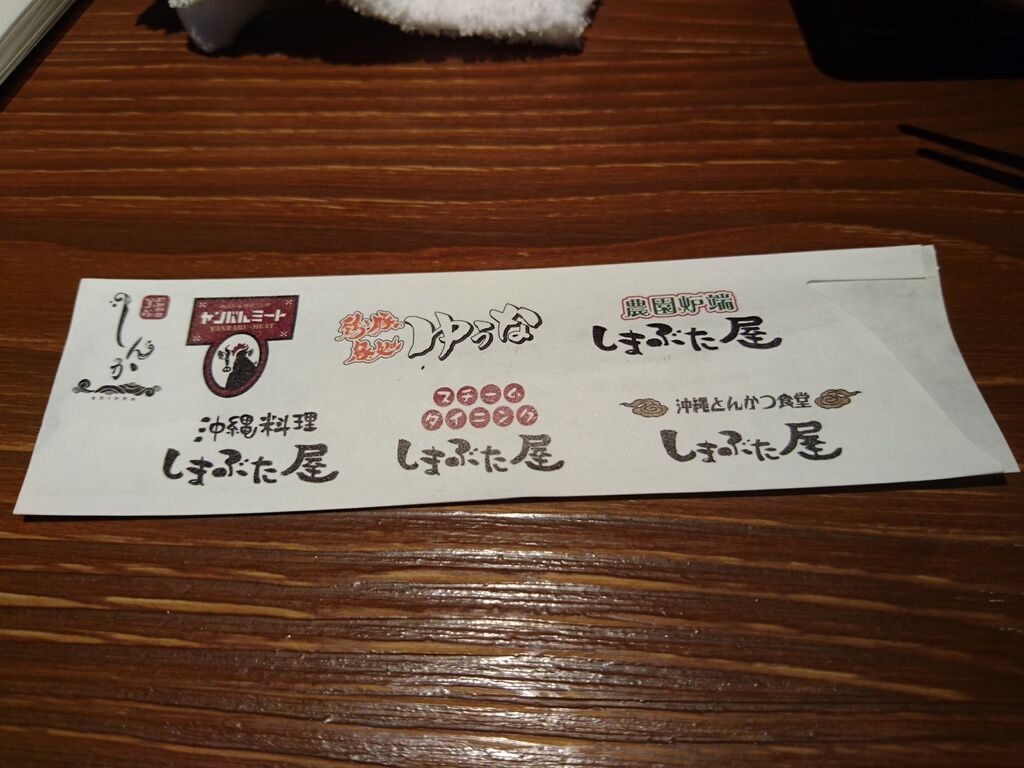 しんか
ヤンバルミート
YANBARU MEAT
ゆうな
農園炉端
しまぶた屋
沖縄料理
しまぶた屋
スチーム
ダイニング
しまぶた屋
沖縄とんかつ食堂
しまぶた屋